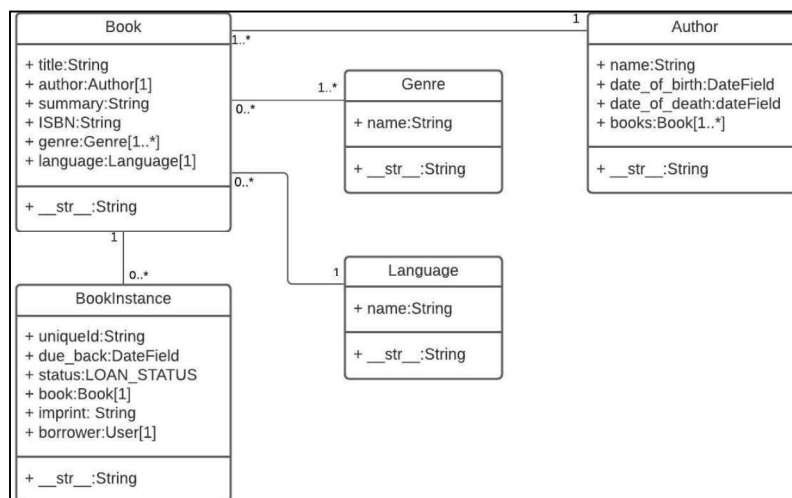 Book
+ title:String
+ author:Author[1]
+ summary:String
+ ISBN:String
+ genre:Genre[1..*]
+ language:Language[1]
+ __str__:String
1..*
1
Author
+ name:String
+ date_of_birth:DateField
+ date_of_death:dateField
+ books:Book[1..*]
+ __str__:String
0..*
1..*
Genre
+ name:String
+ __str__:String
0..*
1
Language
+ name:String
+ __str__:String
1
0..*
BookInstance
+ uniqueId:String
+ due_back:DateField
+ status:LOAN_STATUS
+ book:Book[1]
+ imprint: String
+ borrower:User[1]
+ __str__:String